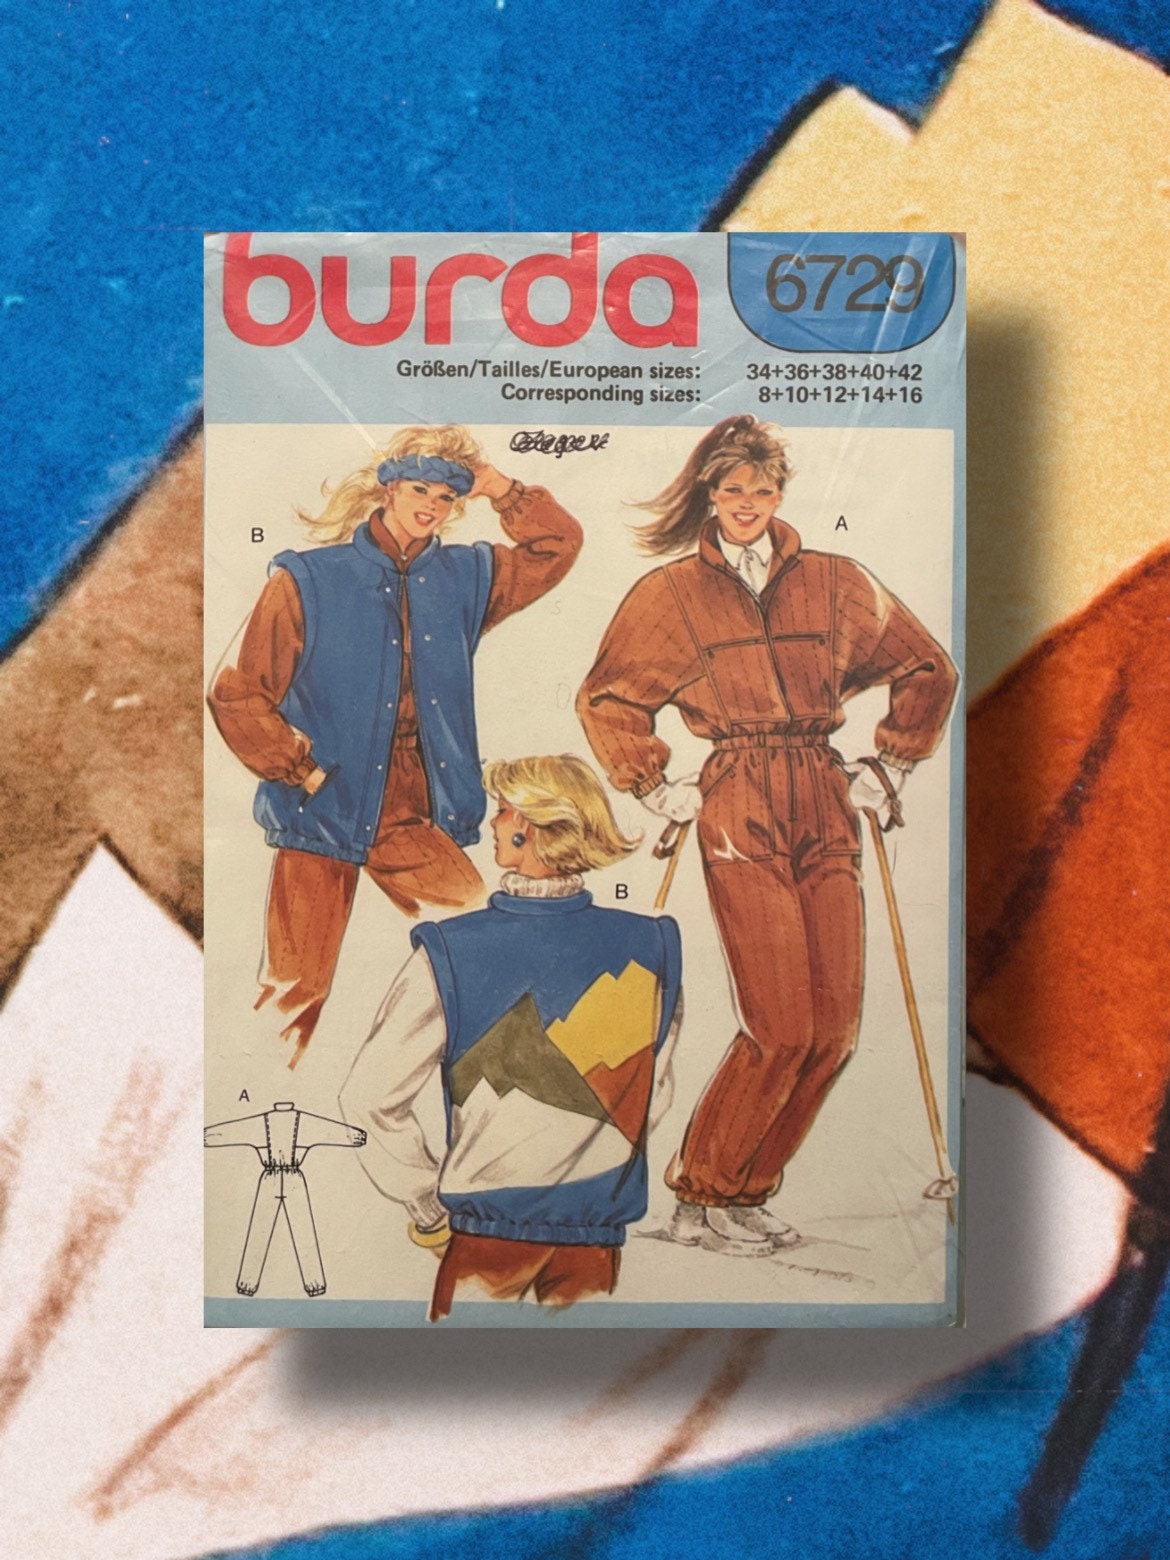 burda
6729
Größen/Tailles/European sizes: 34+36+38+40+42
Corresponding sizes: 8+10+12+14+16
B
A
B
A